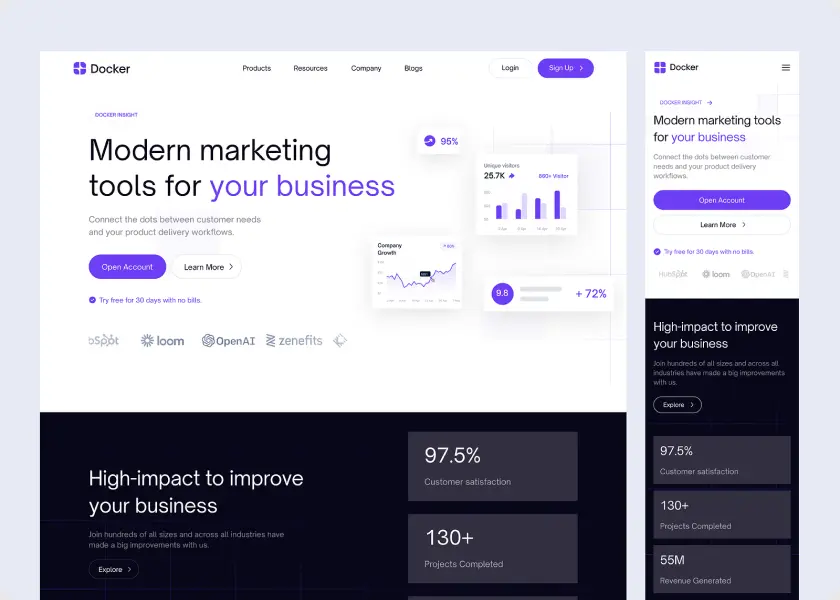 Docker
Products Resources Company Blogs
Login
Sign Up
DOCKER INSIGHT
Modern marketing
tools for your business
Connect the dots between customer needs
and your product delivery workflows.
Open Account
Learn More
Try free for 30 days with no bills.
bSpot loom OpenAI zenefits
95%
Unique visitors
25.7K
Company
Growth
9.8
+ 72%
High-impact to improve
your business
Join hundreds of all sizes and across all industries have
made a big improvements with us.
Explore
97.5%
Customer satisfaction
130+
Projects Completed
Docker
DOCKER INSIGHT
Modern marketing tools
for your business
Connect the dots between customer
needs and your product delivery
workflows.
Open Account
Learn More
Try free for 30 days with no bills.
HubSpot loom OpenAI
High-impact to improve
your business
Join hundreds of all sizes and across all
industries have made a big improvements
with us.
Explore
97.5%
Customer satisfaction
130+
Projects Completed
55M
Revenue Generated